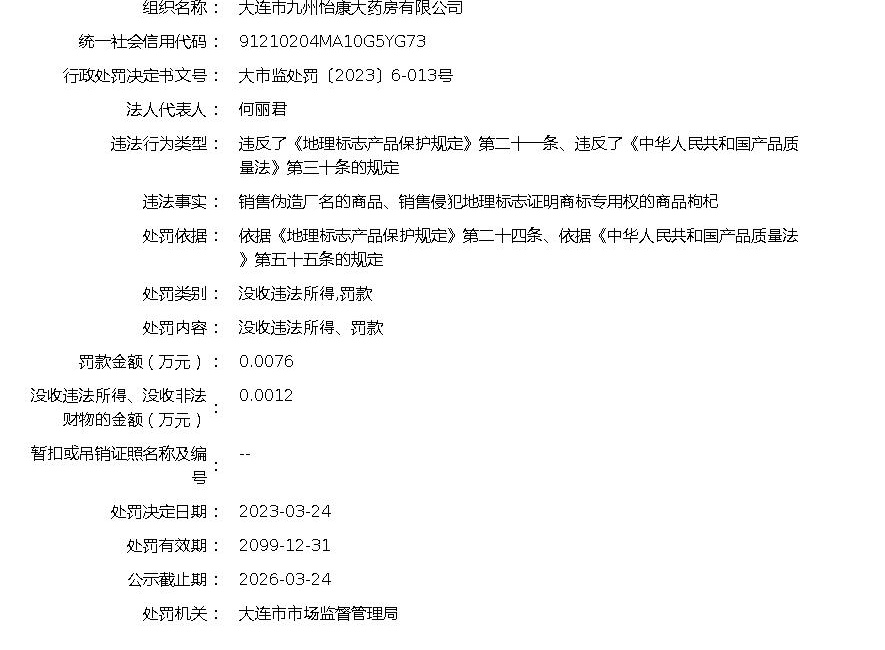 组织名称： 大连市九州怡康大药房有限公司
统一社会信用代码： 91210204MA10G5YG73
行政处罚决定书文号： 大市监处罚〔2023〕6-013号
法人代表人： 何丽君
违法行为类型： 违反了《地理标志产品保护规定》第二十一条、违反了《中华人民共和国产品质
量法》第三十条的规定
违法事实： 销售伪造厂名的商品、销售侵犯地理标志证明商标专用权的商品枸杞
处罚依据： 依据《地理标志产品保护规定》第二十四条、依据《中华人民共和国产品质量法
》第五十五条的规定
处罚类别： 没收违法所得,罚款
处罚内容： 没收违法所得、罚款
罚款金额（万元）： 0.0076
没收违法所得、没收非法
财物的金额（万元）： 0.0012
暂扣或吊销证照名称及编
号： --
处罚决定日期： 2023-03-24
处罚有效期： 2099-12-31
公示截止期： 2026-03-24
处罚机关： 大连市市场监督管理局